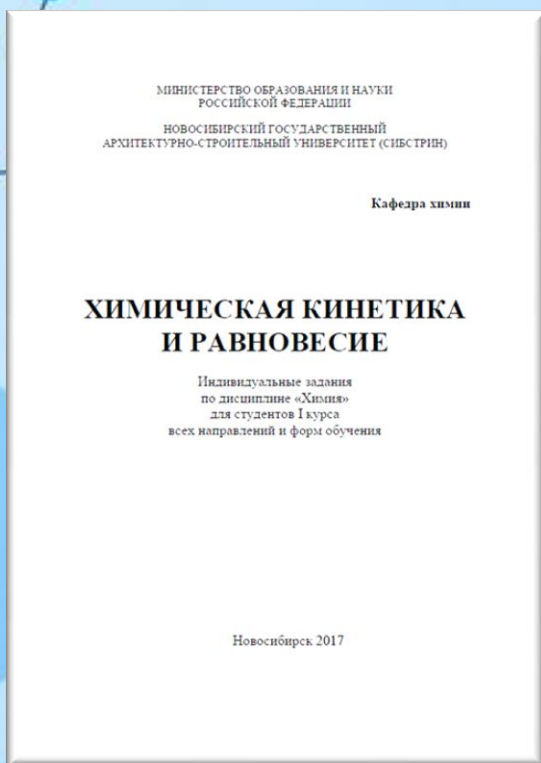 МИНИСТЕРСТВО ОБРАЗОВАНИЯ И НАУКИ
РОССИЙСКОЙ ФЕДЕРАЦИИ
НОВОСИБИРСКИЙ ГОСУДАРСТВЕННЫЙ
АРХИТЕКТУРНО-СТРОИТЕЛЬНЫЙ УНИВЕРСИТЕТ (СИБСТРИН)
Кафедра химии
ХИМИЧЕСКАЯ КИНЕТИКА
И РАВНОВЕСИЕ
Индивидуальные задания
по дисциплине «Химия»
для студентов I курса
всех направлений и форм обучения
Новосибирск 2017